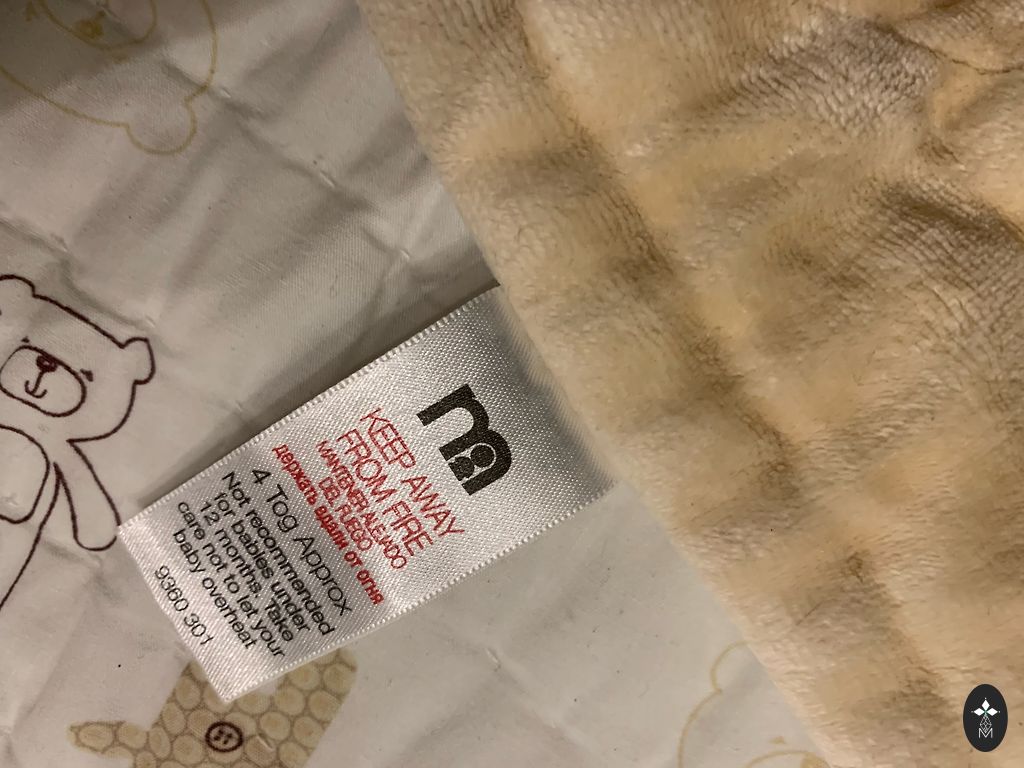 m
KEEP AWAY
FROM FIRE
MANTENER ALEJADO
DEL FUEGO
держать вдали от огня
4 Tog Approx
Not recommended
for babies under
12 months. Take
care not to let your
baby overheat
9360 301
M